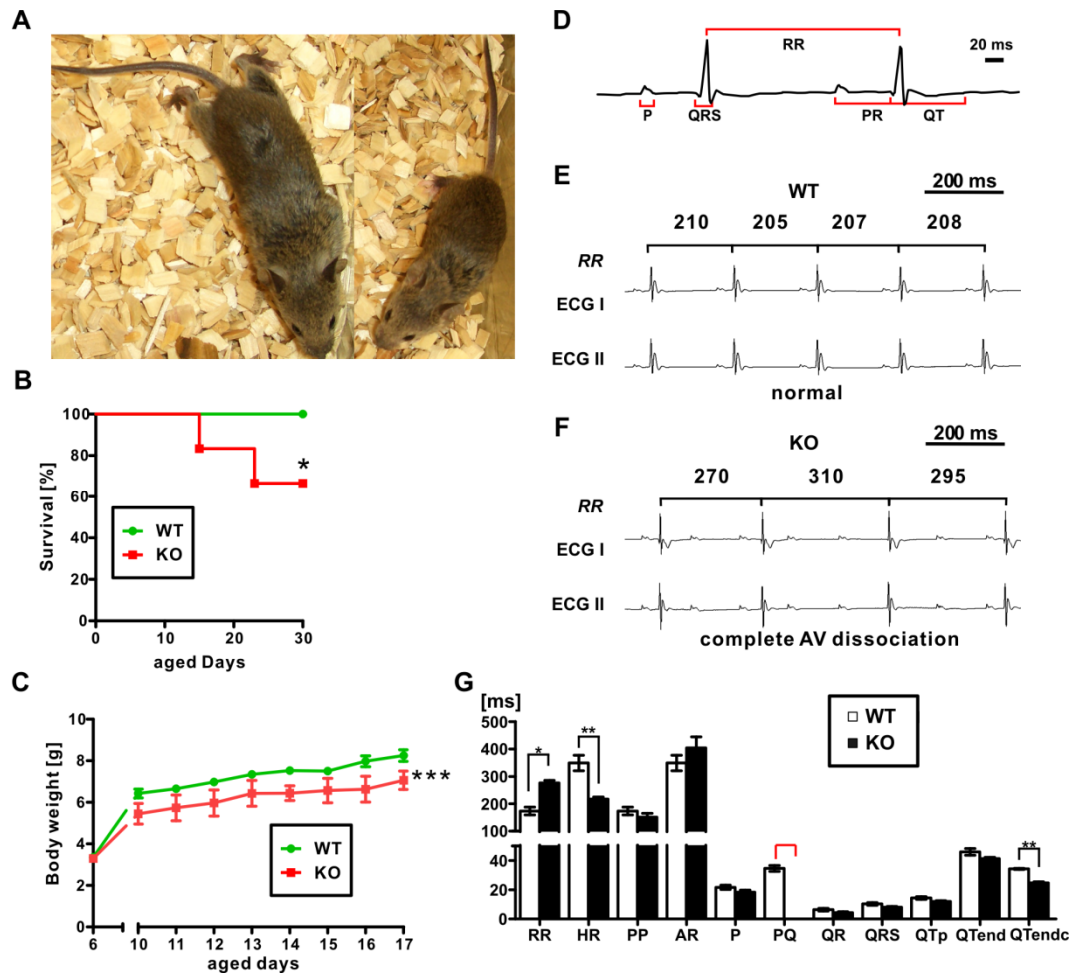 A
B
100
80
60
40
20
0
Survival [%]
*
WT
KO
0 10 20 30
aged Days
C
10
8
6
4
2
0
Body weight [g]
***
WT
KO
6 10 11 12 13 14 15 16 17
aged days
D
RR
20 ms
P QRS PR QT
E
200 ms
WT
210 205 207 208
RR
ECG I
ECG II
normal
F
200 ms
KO
270 310 295
RR
ECG I
ECG II
complete AV dissociation
G
[ms]
500
400
300
200
100
40
20
0
* ** **
WT
KO
RR HR PP AR P PQ QR QRS QTp QTend QTendc